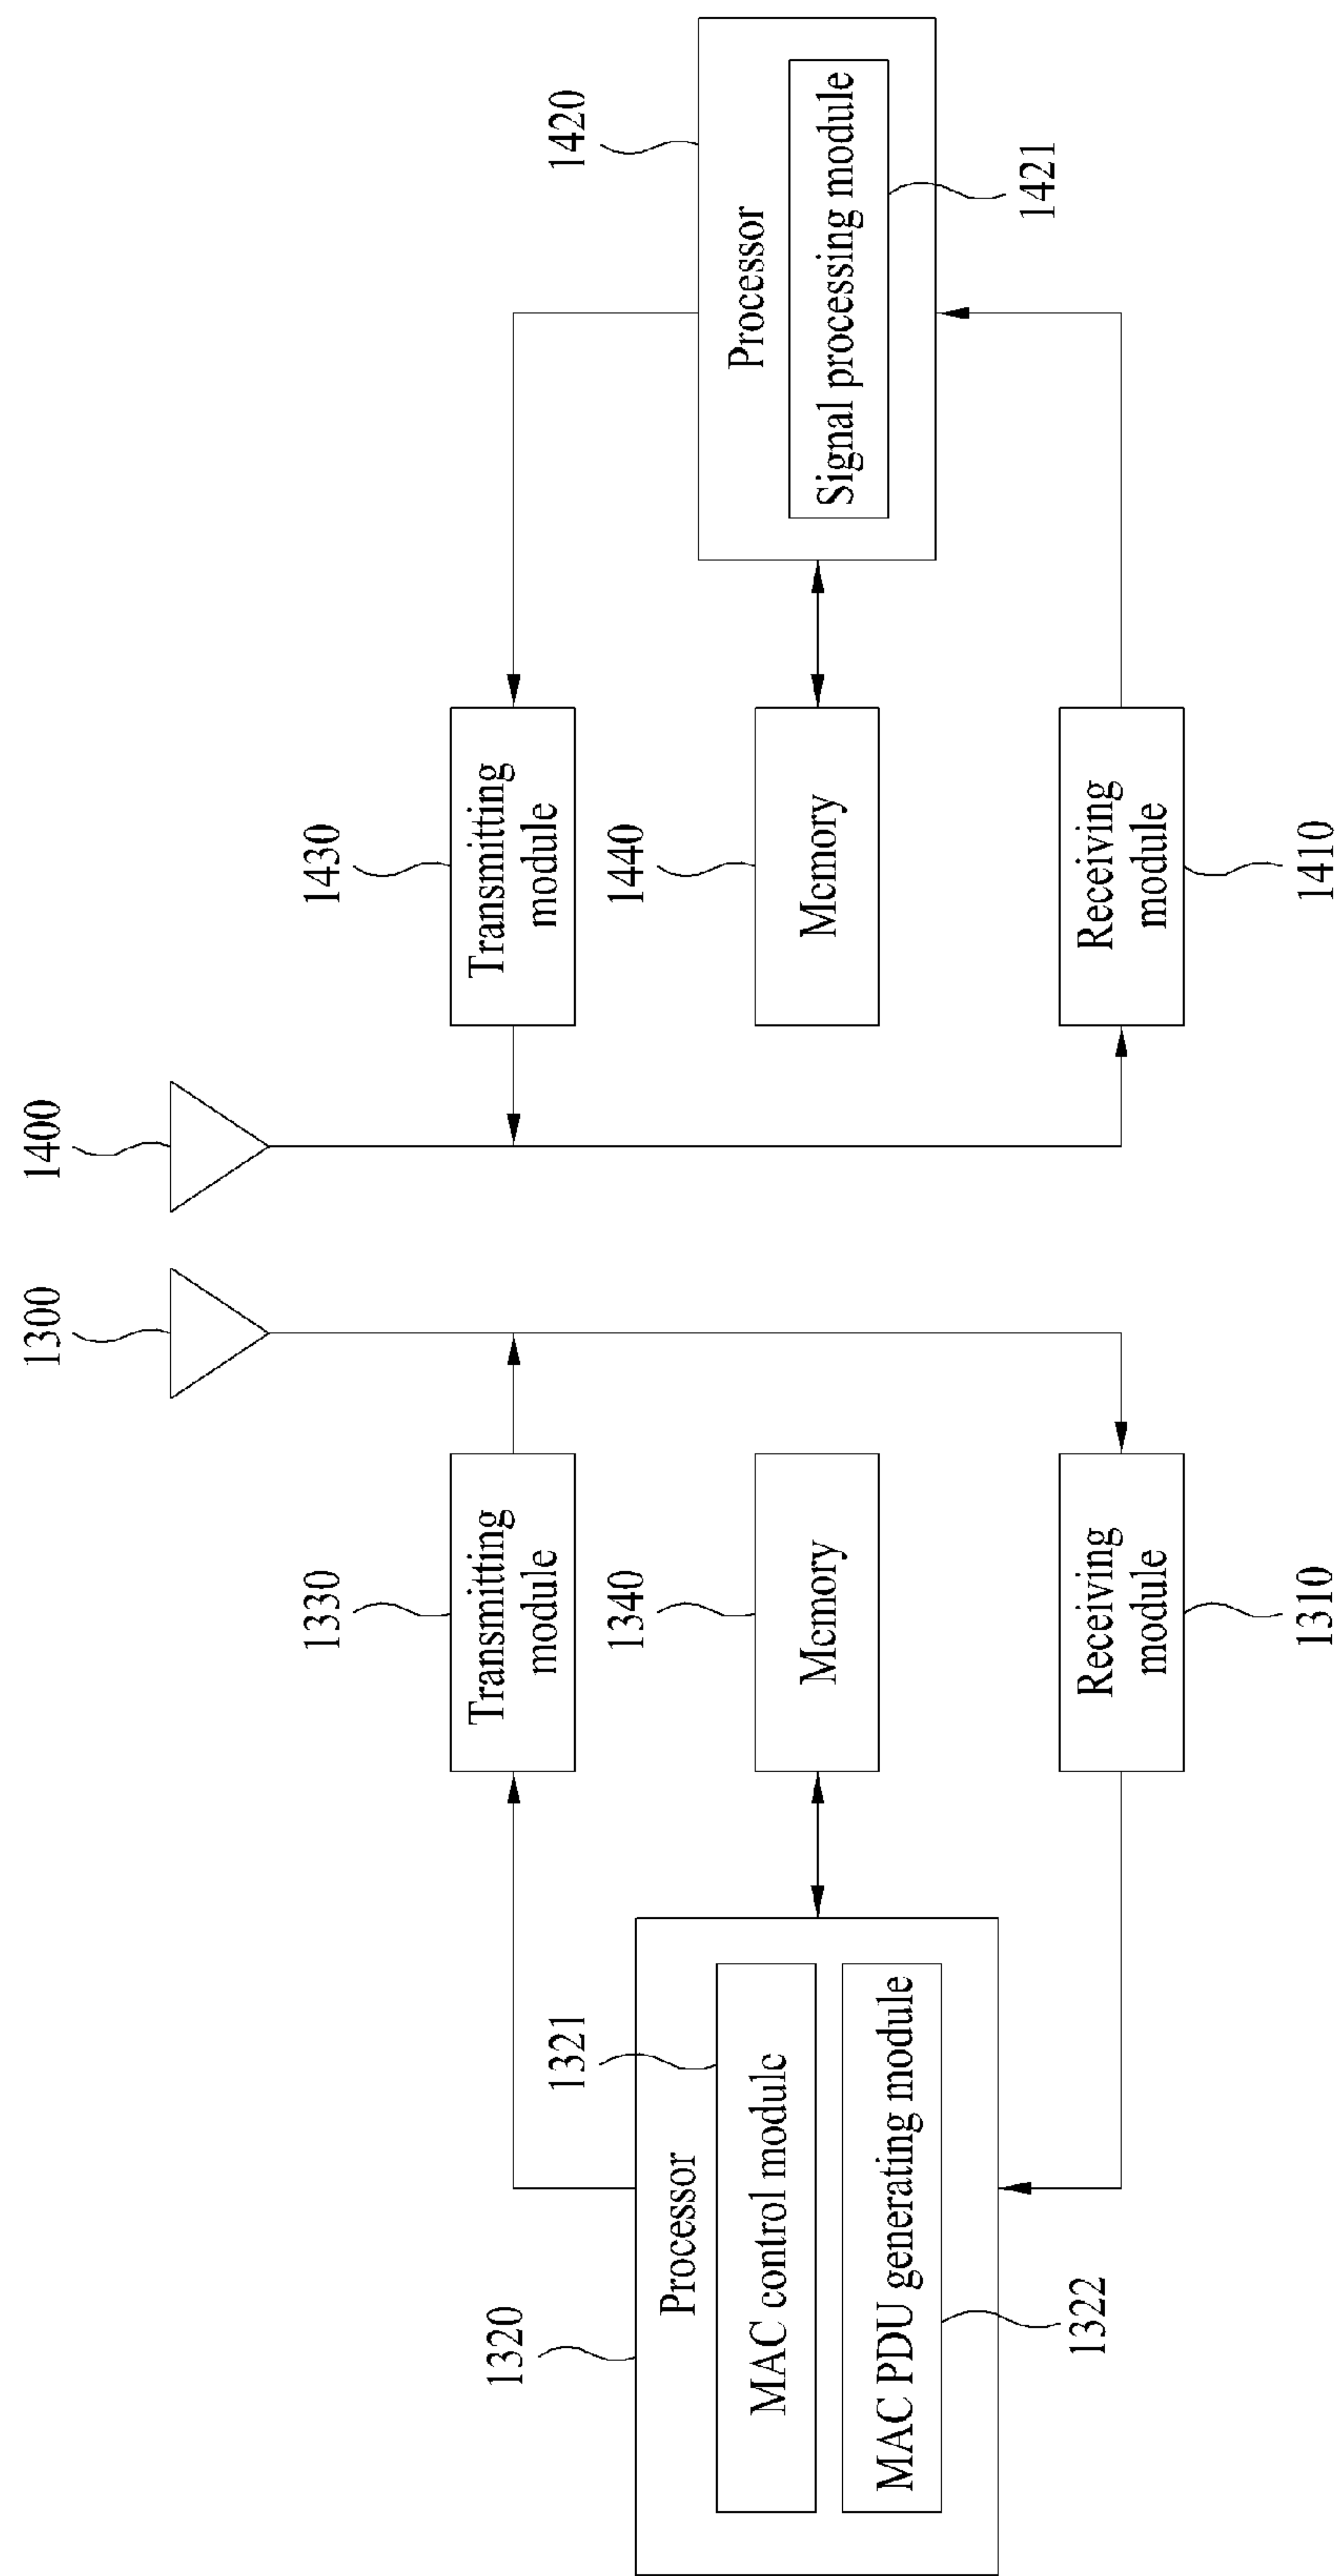 1300
1400
1330
Transmitting
module
1430
Transmitting
module
1320
Processor
1321
MAC control module
MAC PDU generating module
1322
1340
Memory
1440
Memory
1420
Processor
Signal processing module
1421
Receiving
module
1310
Receiving
module
1410